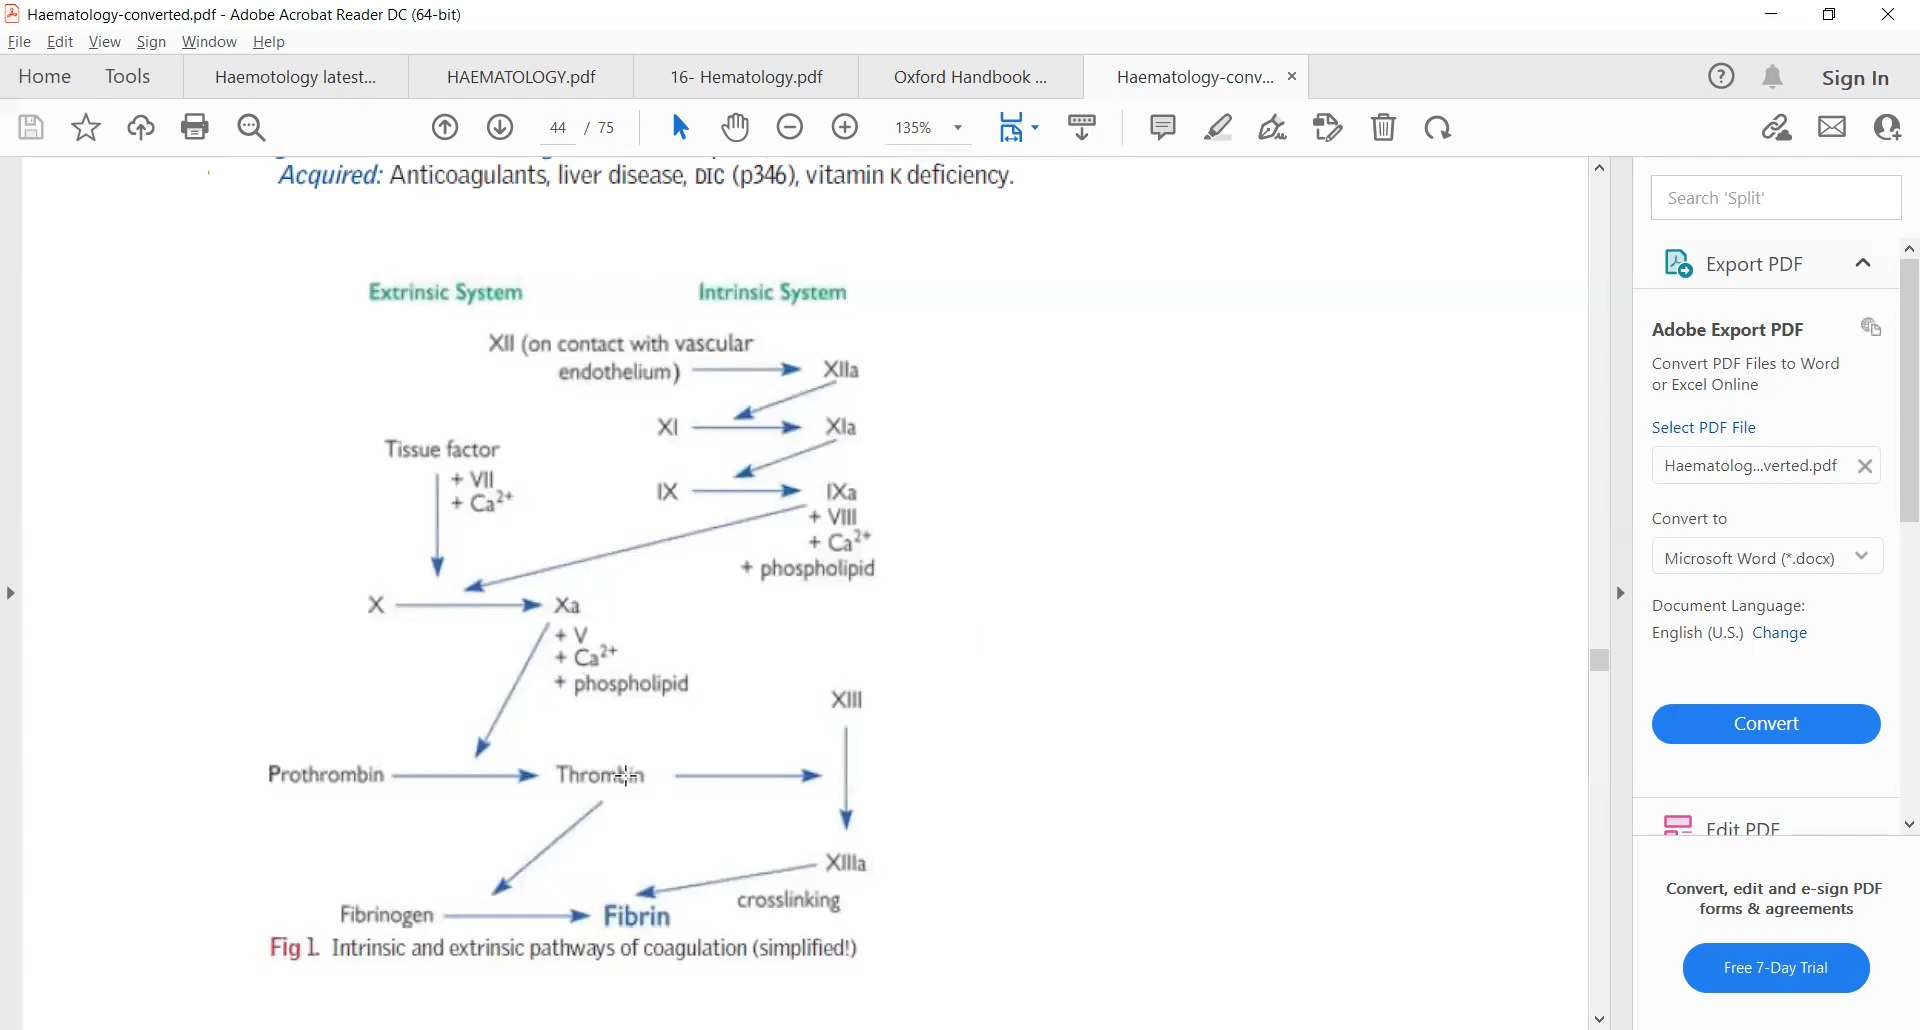 Haematology-converted.pdf - Adobe Acrobat Reader DC (64-bit)
File Edit View Sign Window Help
Home Tools Haemotology latest... HAEMATOLOGY.pdf 16- Hematology.pdf Oxford Handbook ... Haematology-conv... × ? Sign In
44 / 75 135%
Acquired: Anticoagulants, liver disease, DIC (p346), vitamin K deficiency.
Extrinsic System Intrinsic System
XII (on contact with vascular
endothelium) XIIa
XI XIa
Tissue factor
+ VII
+ Ca2+
IX IXa
+ VIII
+ Ca2+
+ phospholipid
X Xa
+ V
+ Ca2+
+ phospholipid
XIII
Prothrombin Thrombin
XIIIa
crosslinking
Fibrinogen Fibrin
Fig 1. Intrinsic and extrinsic pathways of coagulation (simplified!)
Search 'Split'
Export PDF
Adobe Export PDF
Convert PDF Files to Word
or Excel Online
Select PDF File
Haematolog...verted.pdf
Convert to
Microsoft Word (*.docx)
Document Language:
English (U.S.) Change
Convert
Edit PDF
Convert, edit and e-sign PDF
forms & agreements
Free 7-Day Trial